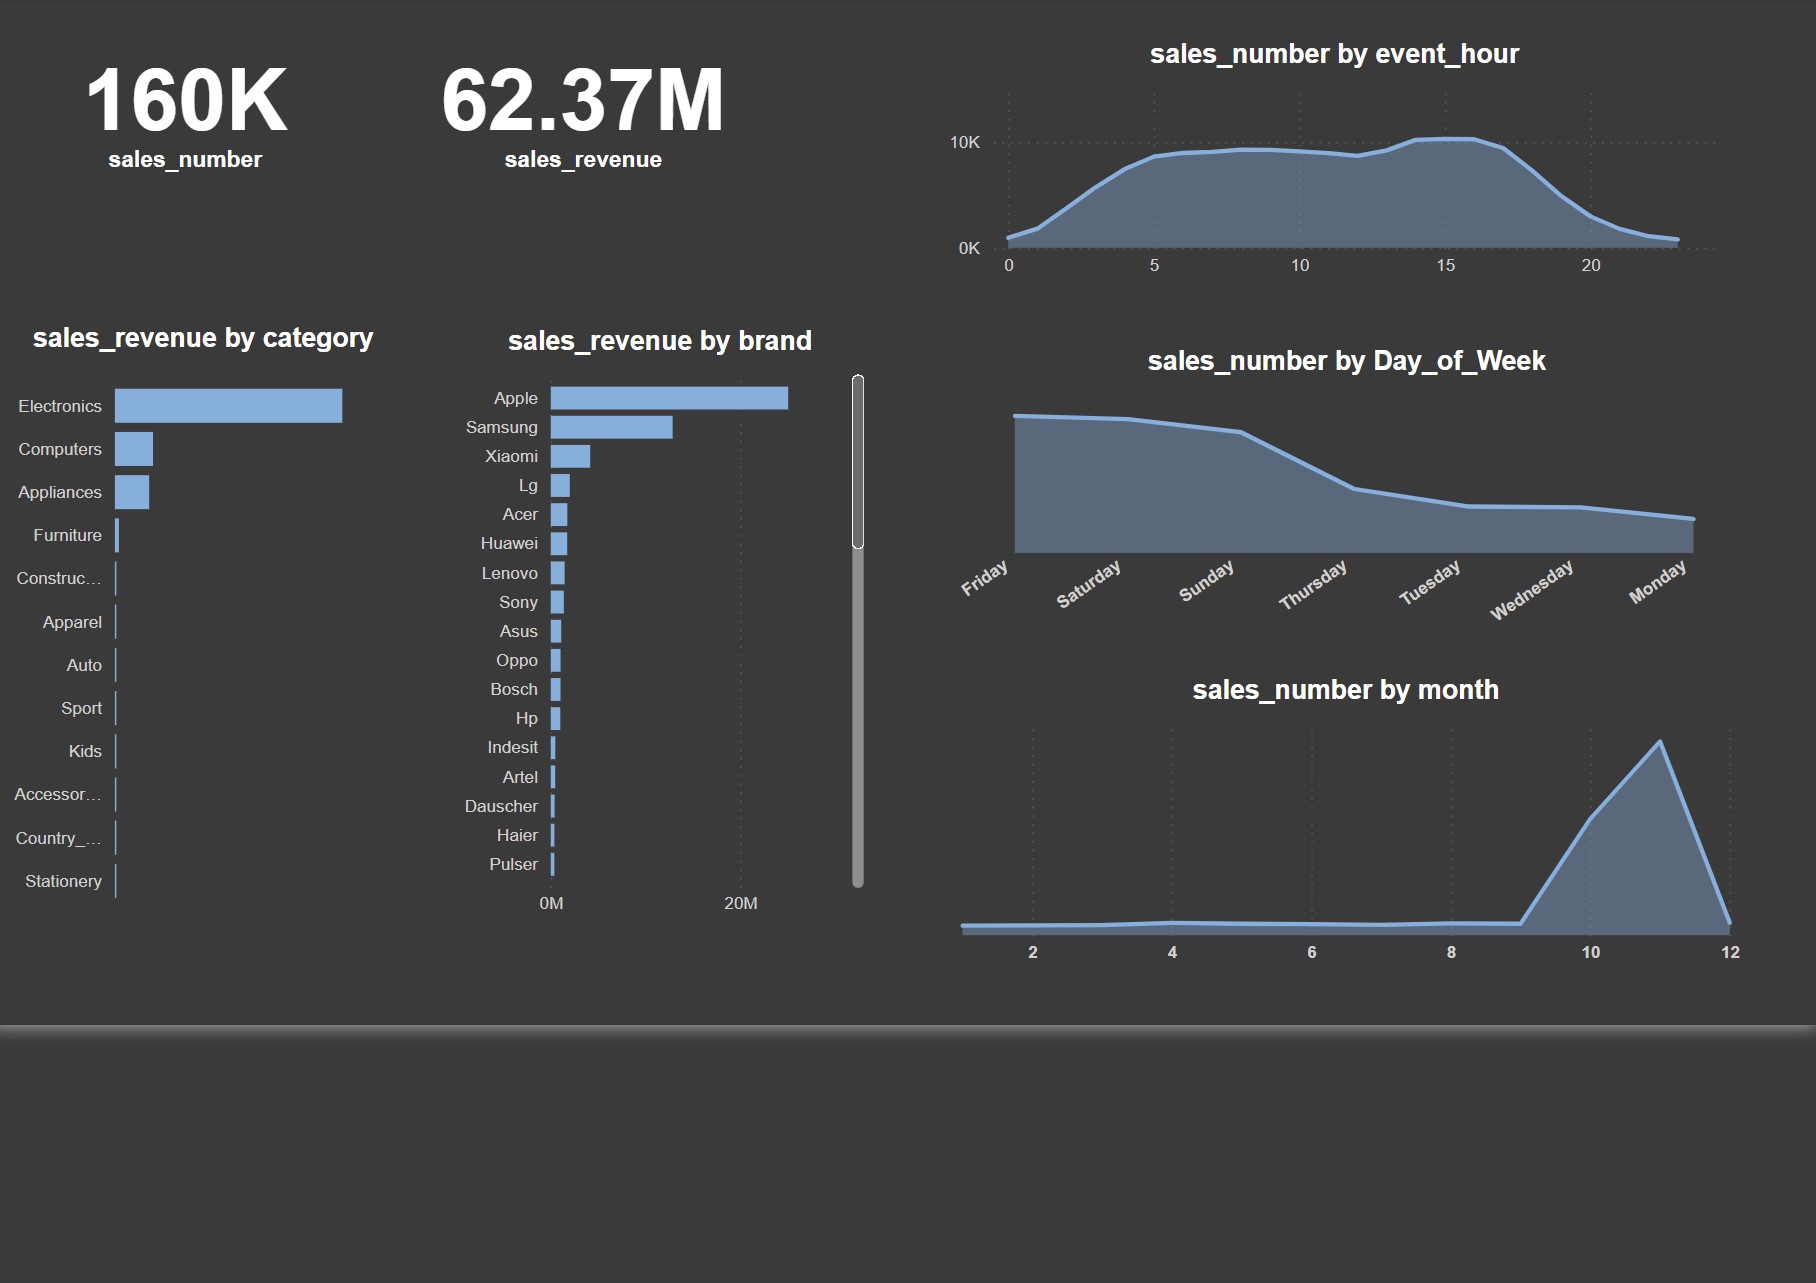 160K
sales_number
62.37M
sales_revenue
sales_number by event_hour
10K
0K
0 5 10 15 20
sales_revenue by category
Electronics
Computers
Appliances
Furniture
Construc…
Apparel
Auto
Sport
Kids
Accessor…
Country_…
Stationery
sales_revenue by brand
Apple
Samsung
Xiaomi
Lg
Acer
Huawei
Lenovo
Sony
Asus
Oppo
Bosch
Hp
Indesit
Artel
Dauscher
Haier
Pulser
0M 20M
sales_number by Day_of_Week
Friday Saturday Sunday Thursday Tuesday Wednesday Monday
sales_number by month
2 4 6 8 10 12